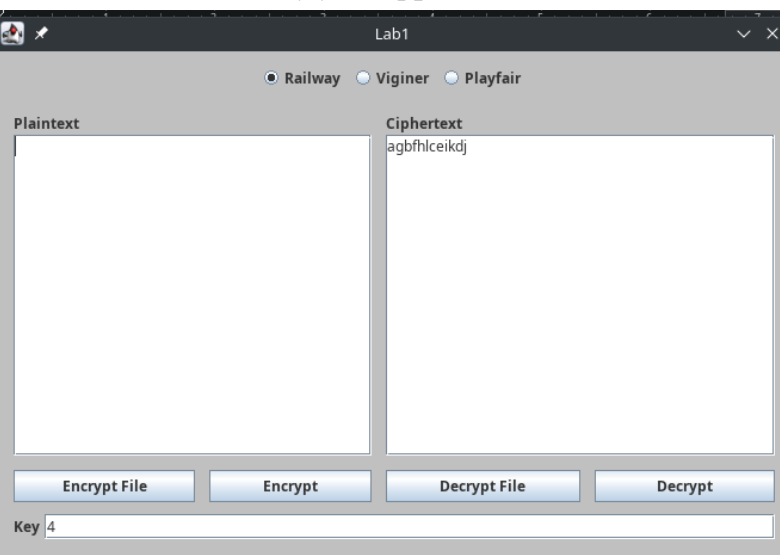 Lab1
Railway Viginer Playfair
Plaintext
Ciphertext
agbfhlceikdj
Encrypt File Encrypt Decrypt File Decrypt
Key 4